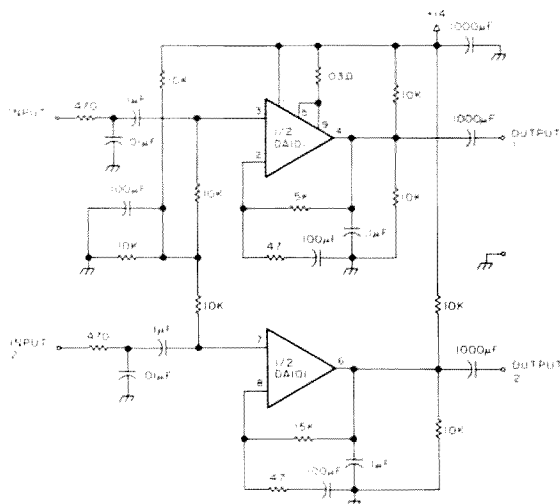 +14
1000µF
0.3Ω
10K
10K
INPUT
470
1µF
.01µF
3
5
9
4
1/2
DA101
2
1000µF
OUTPUT
1
100µF
10K
10K
5K
10K
47
100µF
.1µF
10K
10K
INPUT
2
470
1µF
.01µF
7
6
1/2
DA101
8
1000µF
OUTPUT
2
15K
10K
47
100µF
.1µF